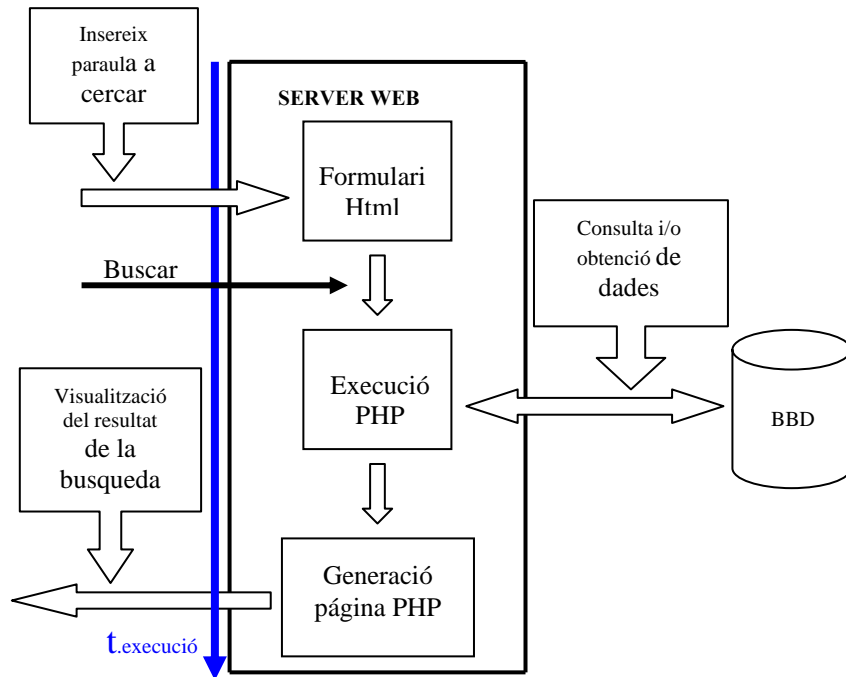 Insereix
paraula a
cercar
SERVER WEB
Formulari
Html
Buscar
Consulta i/o
obtenció de
dades
Execució
PHP
BBD
Visualització
del resultat
de la
busqueda
Generació
página PHP
t.execució